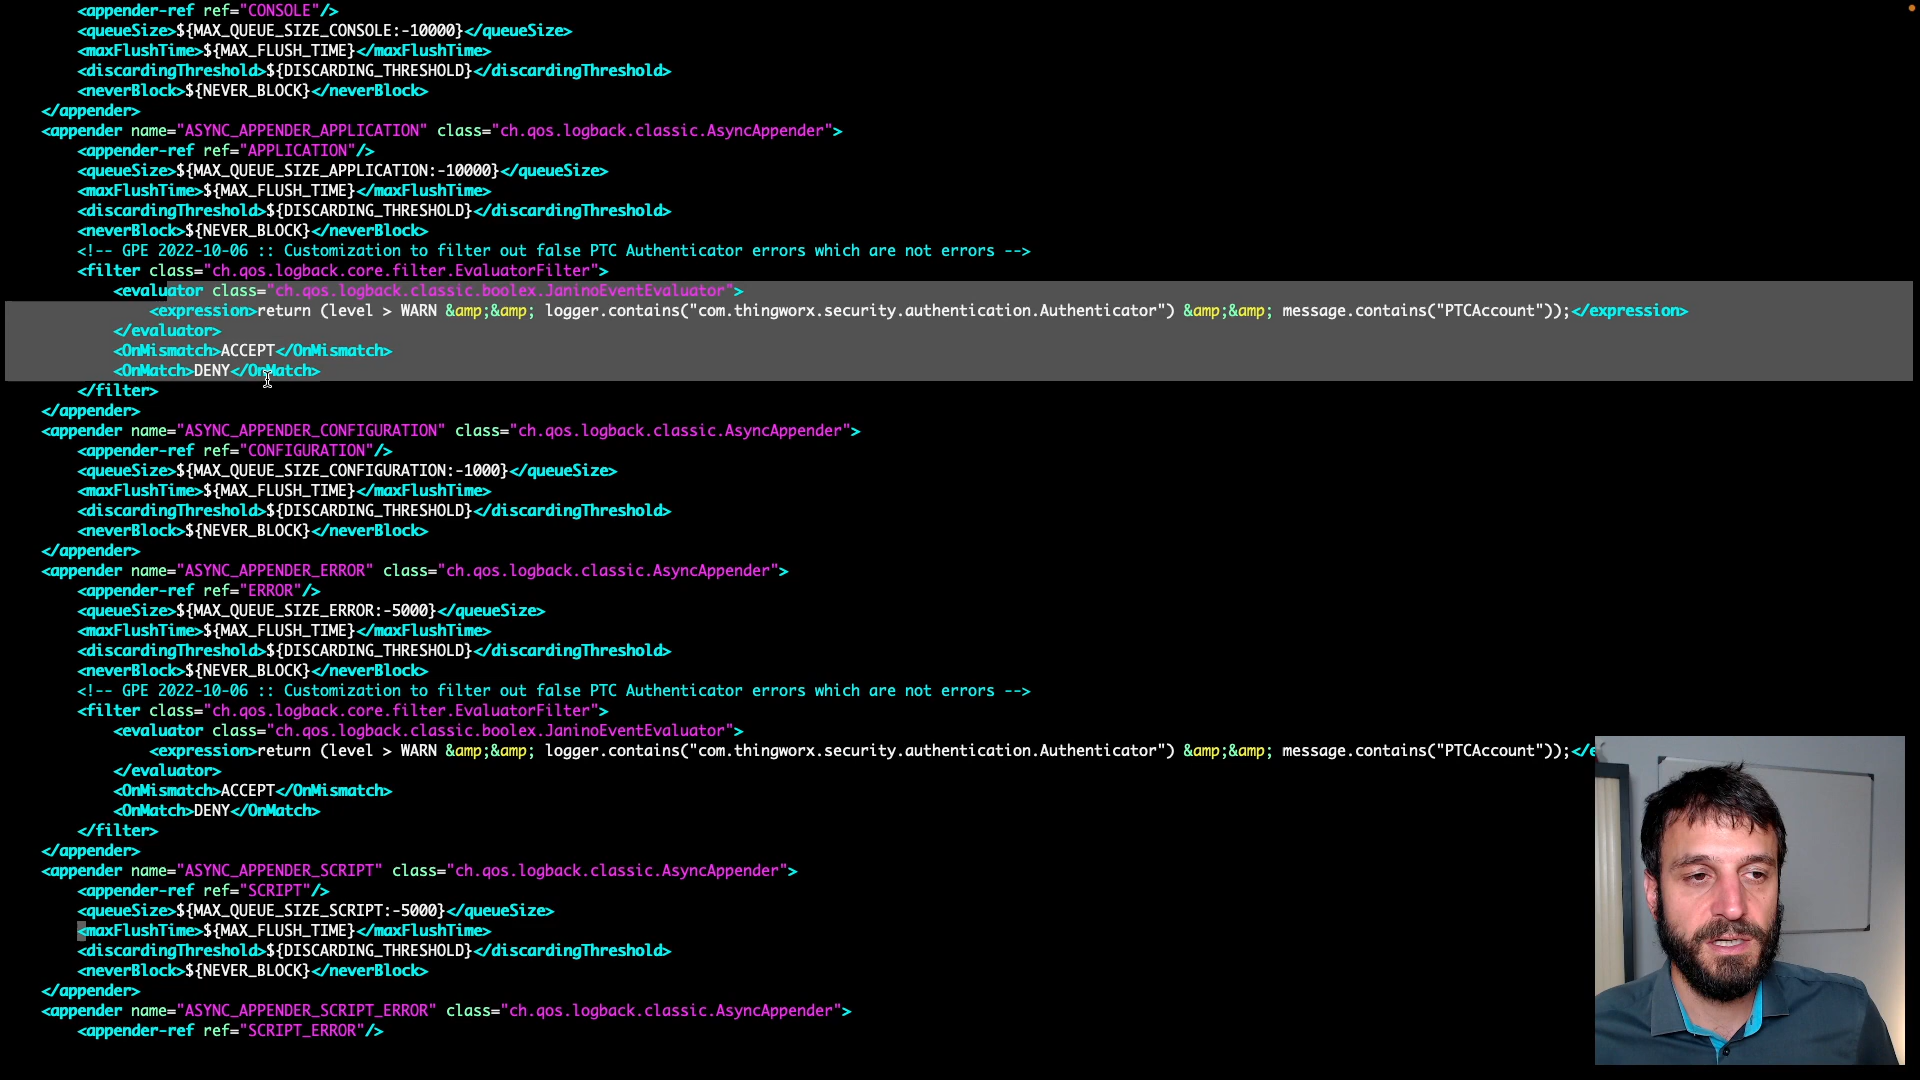 <appender-ref ref="CONSOLE"/>
<queueSize>${MAX_QUEUE_SIZE_CONSOLE:-10000}</queueSize>
<maxFlushTime>${MAX_FLUSH_TIME}</maxFlushTime>
<discardingThreshold>${DISCARDING_THRESHOLD}</discardingThreshold>
<neverBlock>${NEVER_BLOCK}</neverBlock>
</appender>
<appender name="ASYNC_APPENDER_APPLICATION" class="ch.qos.logback.classic.AsyncAppender">
<appender-ref ref="APPLICATION"/>
<queueSize>${MAX_QUEUE_SIZE_APPLICATION:-10000}</queueSize>
<maxFlushTime>${MAX_FLUSH_TIME}</maxFlushTime>
<discardingThreshold>${DISCARDING_THRESHOLD}</discardingThreshold>
<neverBlock>${NEVER_BLOCK}</neverBlock>
<!-- GPE 2022-10-06 :: Customization to filter out false PTC Authenticator errors which are not errors -->
<filter class="ch.qos.logback.core.filter.EvaluatorFilter">
<evaluator class="ch.qos.logback.classic.boolex.JaninoEventEvaluator">
<expression>return (level > WARN &amp;&amp; logger.contains("com.thingworx.security.authentication.Authenticator") &amp;&amp; message.contains("PTCAccount"));</expression>
</evaluator>
<OnMismatch>ACCEPT</OnMismatch>
<OnMatch>DENY</OnMatch>
</filter>
</appender>
<appender name="ASYNC_APPENDER_CONFIGURATION" class="ch.qos.logback.classic.AsyncAppender">
<appender-ref ref="CONFIGURATION"/>
<queueSize>${MAX_QUEUE_SIZE_CONFIGURATION:-1000}</queueSize>
<maxFlushTime>${MAX_FLUSH_TIME}</maxFlushTime>
<discardingThreshold>${DISCARDING_THRESHOLD}</discardingThreshold>
<neverBlock>${NEVER_BLOCK}</neverBlock>
</appender>
<appender name="ASYNC_APPENDER_ERROR" class="ch.qos.logback.classic.AsyncAppender">
<appender-ref ref="ERROR"/>
<queueSize>${MAX_QUEUE_SIZE_ERROR:-5000}</queueSize>
<maxFlushTime>${MAX_FLUSH_TIME}</maxFlushTime>
<discardingThreshold>${DISCARDING_THRESHOLD}</discardingThreshold>
<neverBlock>${NEVER_BLOCK}</neverBlock>
<!-- GPE 2022-10-06 :: Customization to filter out false PTC Authenticator errors which are not errors -->
<filter class="ch.qos.logback.core.filter.EvaluatorFilter">
<evaluator class="ch.qos.logback.classic.boolex.JaninoEventEvaluator">
<expression>return (level > WARN &amp;&amp; logger.contains("com.thingworx.security.authentication.Authenticator") &amp;&amp; message.contains("PTCAccount"));</e
</evaluator>
<OnMismatch>ACCEPT</OnMismatch>
<OnMatch>DENY</OnMatch>
</filter>
</appender>
<appender name="ASYNC_APPENDER_SCRIPT" class="ch.qos.logback.classic.AsyncAppender">
<appender-ref ref="SCRIPT"/>
<queueSize>${MAX_QUEUE_SIZE_SCRIPT:-5000}</queueSize>
<maxFlushTime>${MAX_FLUSH_TIME}</maxFlushTime>
<discardingThreshold>${DISCARDING_THRESHOLD}</discardingThreshold>
<neverBlock>${NEVER_BLOCK}</neverBlock>
</appender>
<appender name="ASYNC_APPENDER_SCRIPT_ERROR" class="ch.qos.logback.classic.AsyncAppender">
<appender-ref ref="SCRIPT_ERROR"/>